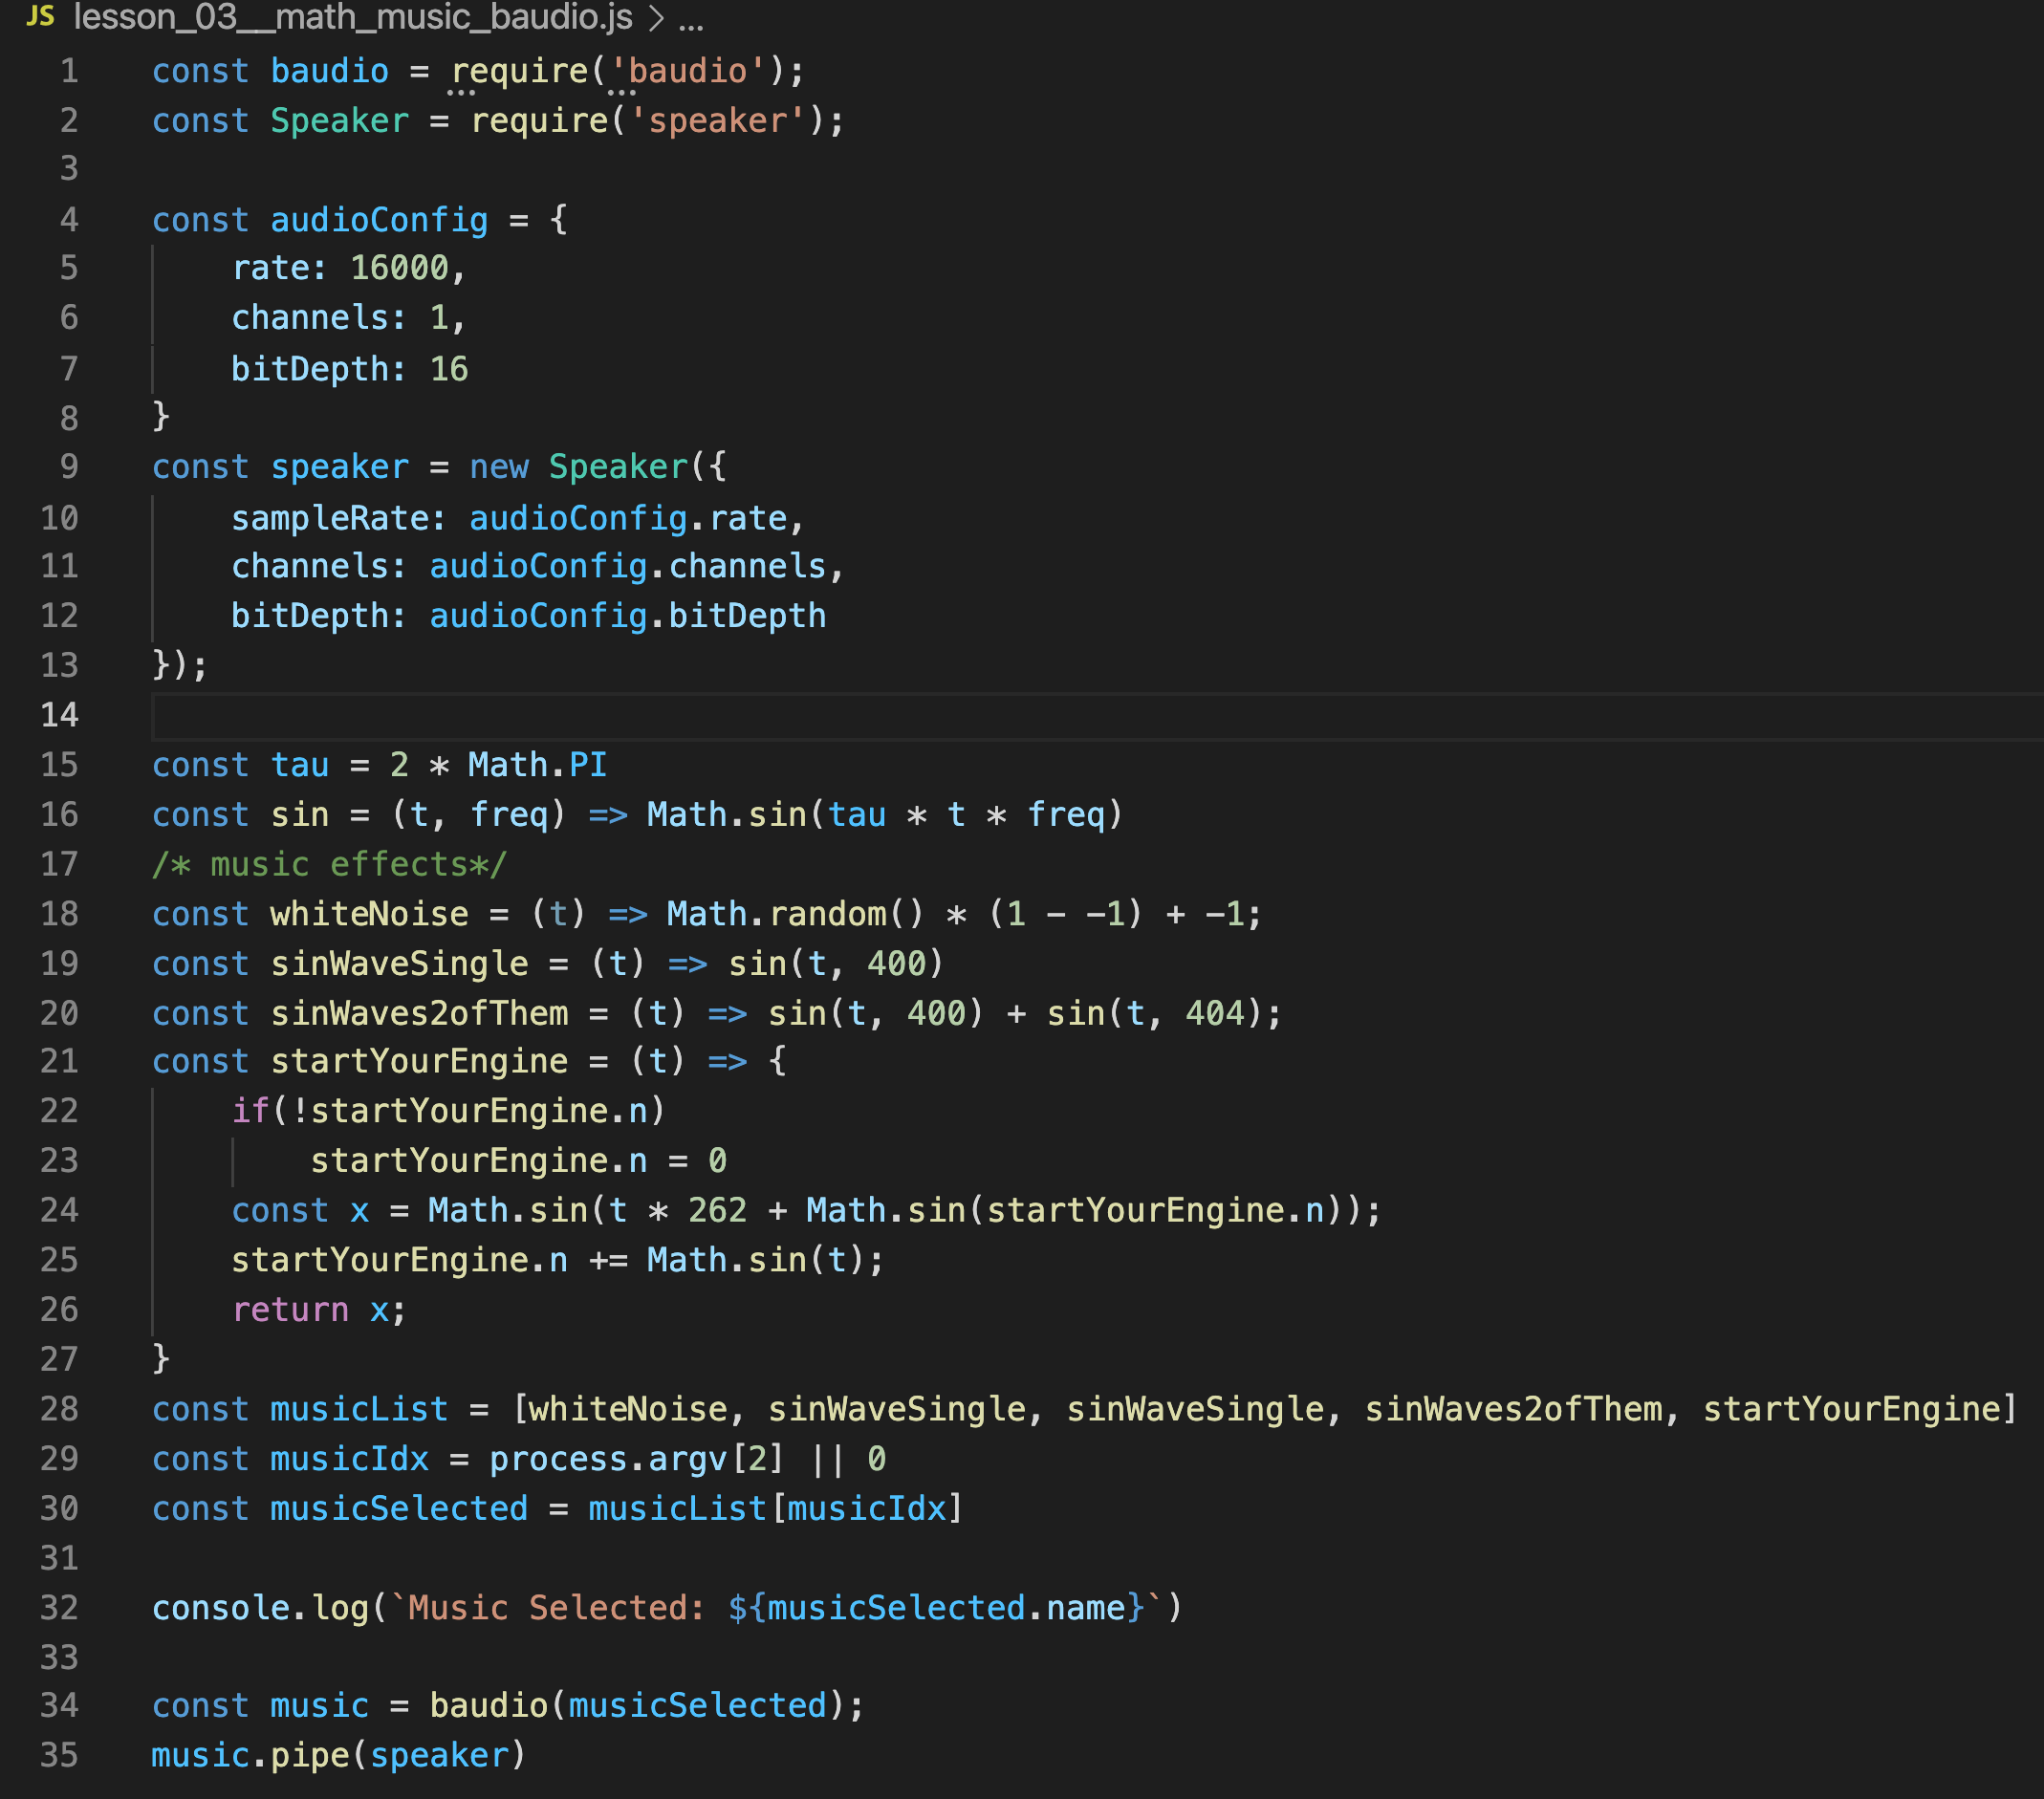 JS lesson_03__math_music_baudio.js > ...
1 const baudio = require('baudio');
2 const Speaker = require('speaker');
3
4 const audioConfig = {
5     rate: 16000,
6     channels: 1,
7     bitDepth: 16
8 }
9 const speaker = new Speaker({
10     sampleRate: audioConfig.rate,
11     channels: audioConfig.channels,
12     bitDepth: audioConfig.bitDepth
13 });
14
15 const tau = 2 * Math.PI
16 const sin = (t, freq) => Math.sin(tau * t * freq)
17 /* music effects*/
18 const whiteNoise = (t) => Math.random() * (1 - -1) + -1;
19 const sinWaveSingle = (t) => sin(t, 400)
20 const sinWaves2ofThem = (t) => sin(t, 400) + sin(t, 404);
21 const startYourEngine = (t) => {
22     if(!startYourEngine.n)
23         startYourEngine.n = 0
24     const x = Math.sin(t * 262 + Math.sin(startYourEngine.n));
25     startYourEngine.n += Math.sin(t);
26     return x;
27 }
28 const musicList = [whiteNoise, sinWaveSingle, sinWaveSingle, sinWaves2ofThem, startYourEngine]
29 const musicIdx = process.argv[2] || 0
30 const musicSelected = musicList[musicIdx]
31
32 console.log(`Music Selected: ${musicSelected.name}`)
33
34 const music = baudio(musicSelected);
35 music.pipe(speaker)